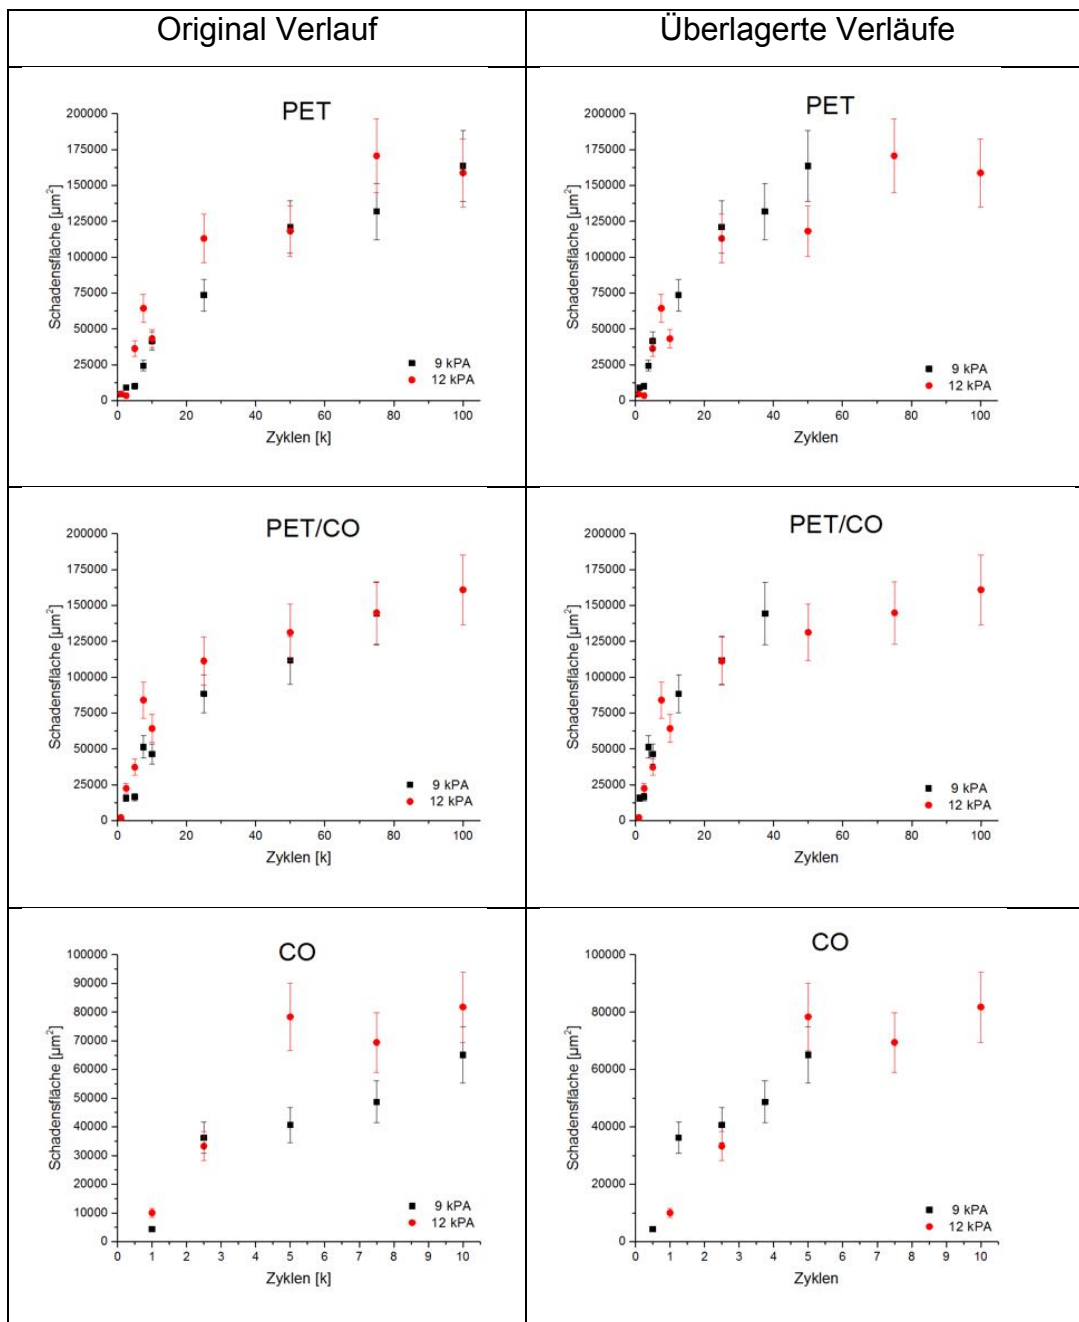 Original Verlauf
Überlagerte Verläufe
PET
200000
175000
150000
125000
100000
75000
50000
25000
0
Schadensfläche [µm²]
9 kPA
12 kPA
0 20 40 60 80 100
Zyklen [k]
PET
200000
175000
150000
125000
100000
75000
50000
25000
0
Schadensfläche [µm²]
9 kPA
12 kPA
0 20 40 60 80 100
Zyklen
PET/CO
200000
175000
150000
125000
100000
75000
50000
25000
0
Schadensfläche [µm²]
9 kPA
12 kPA
0 20 40 60 80 100
Zyklen [k]
PET/CO
200000
175000
150000
125000
100000
75000
50000
25000
0
Schadensfläche [µm²]
9 kPA
12 kPA
0 20 40 60 80 100
Zyklen
CO
100000
90000
80000
70000
60000
50000
40000
30000
20000
10000
0
Schadensfläche [µm²]
9 kPA
12 kPA
0 1 2 3 4 5 6 7 8 9 10
Zyklen [k]
CO
100000
90000
80000
70000
60000
50000
40000
30000
20000
10000
0
Schadensfläche [µm²]
9 kPA
12 kPA
0 1 2 3 4 5 6 7 8 9 10
Zyklen